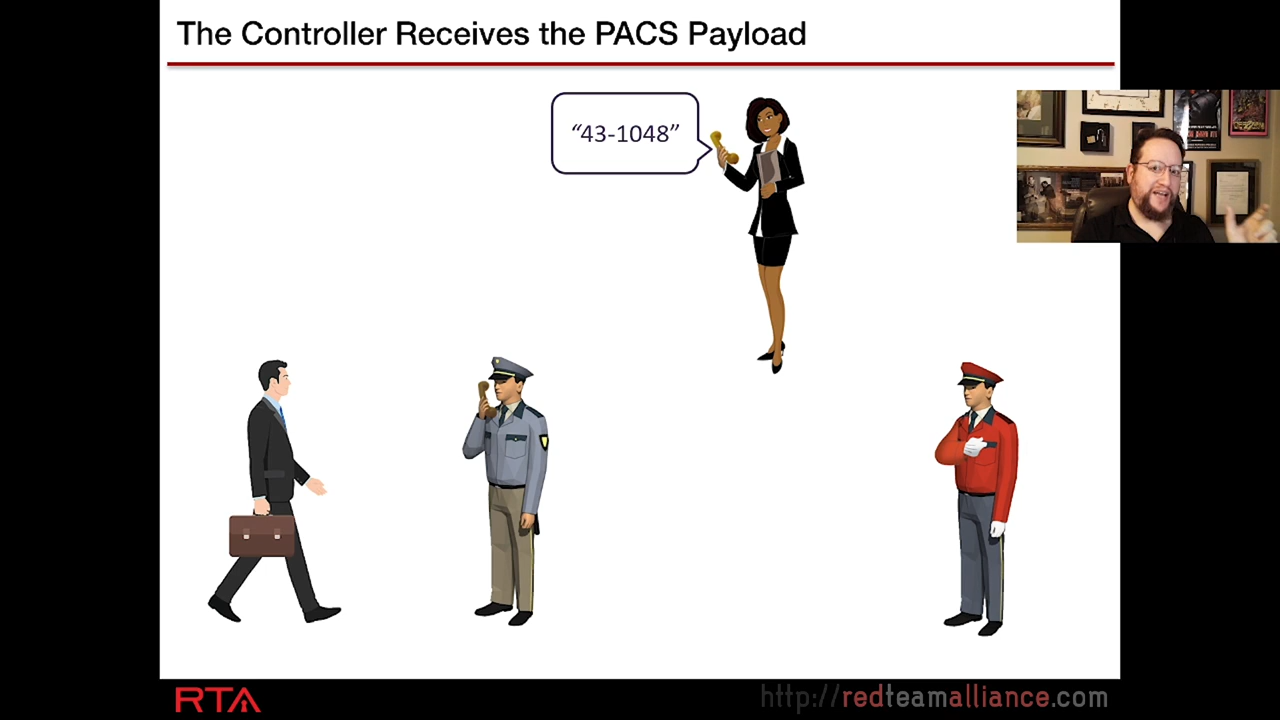 The Controller Receives the PACS Payload
“43-1048”
RTA
http://redteamalliance.com